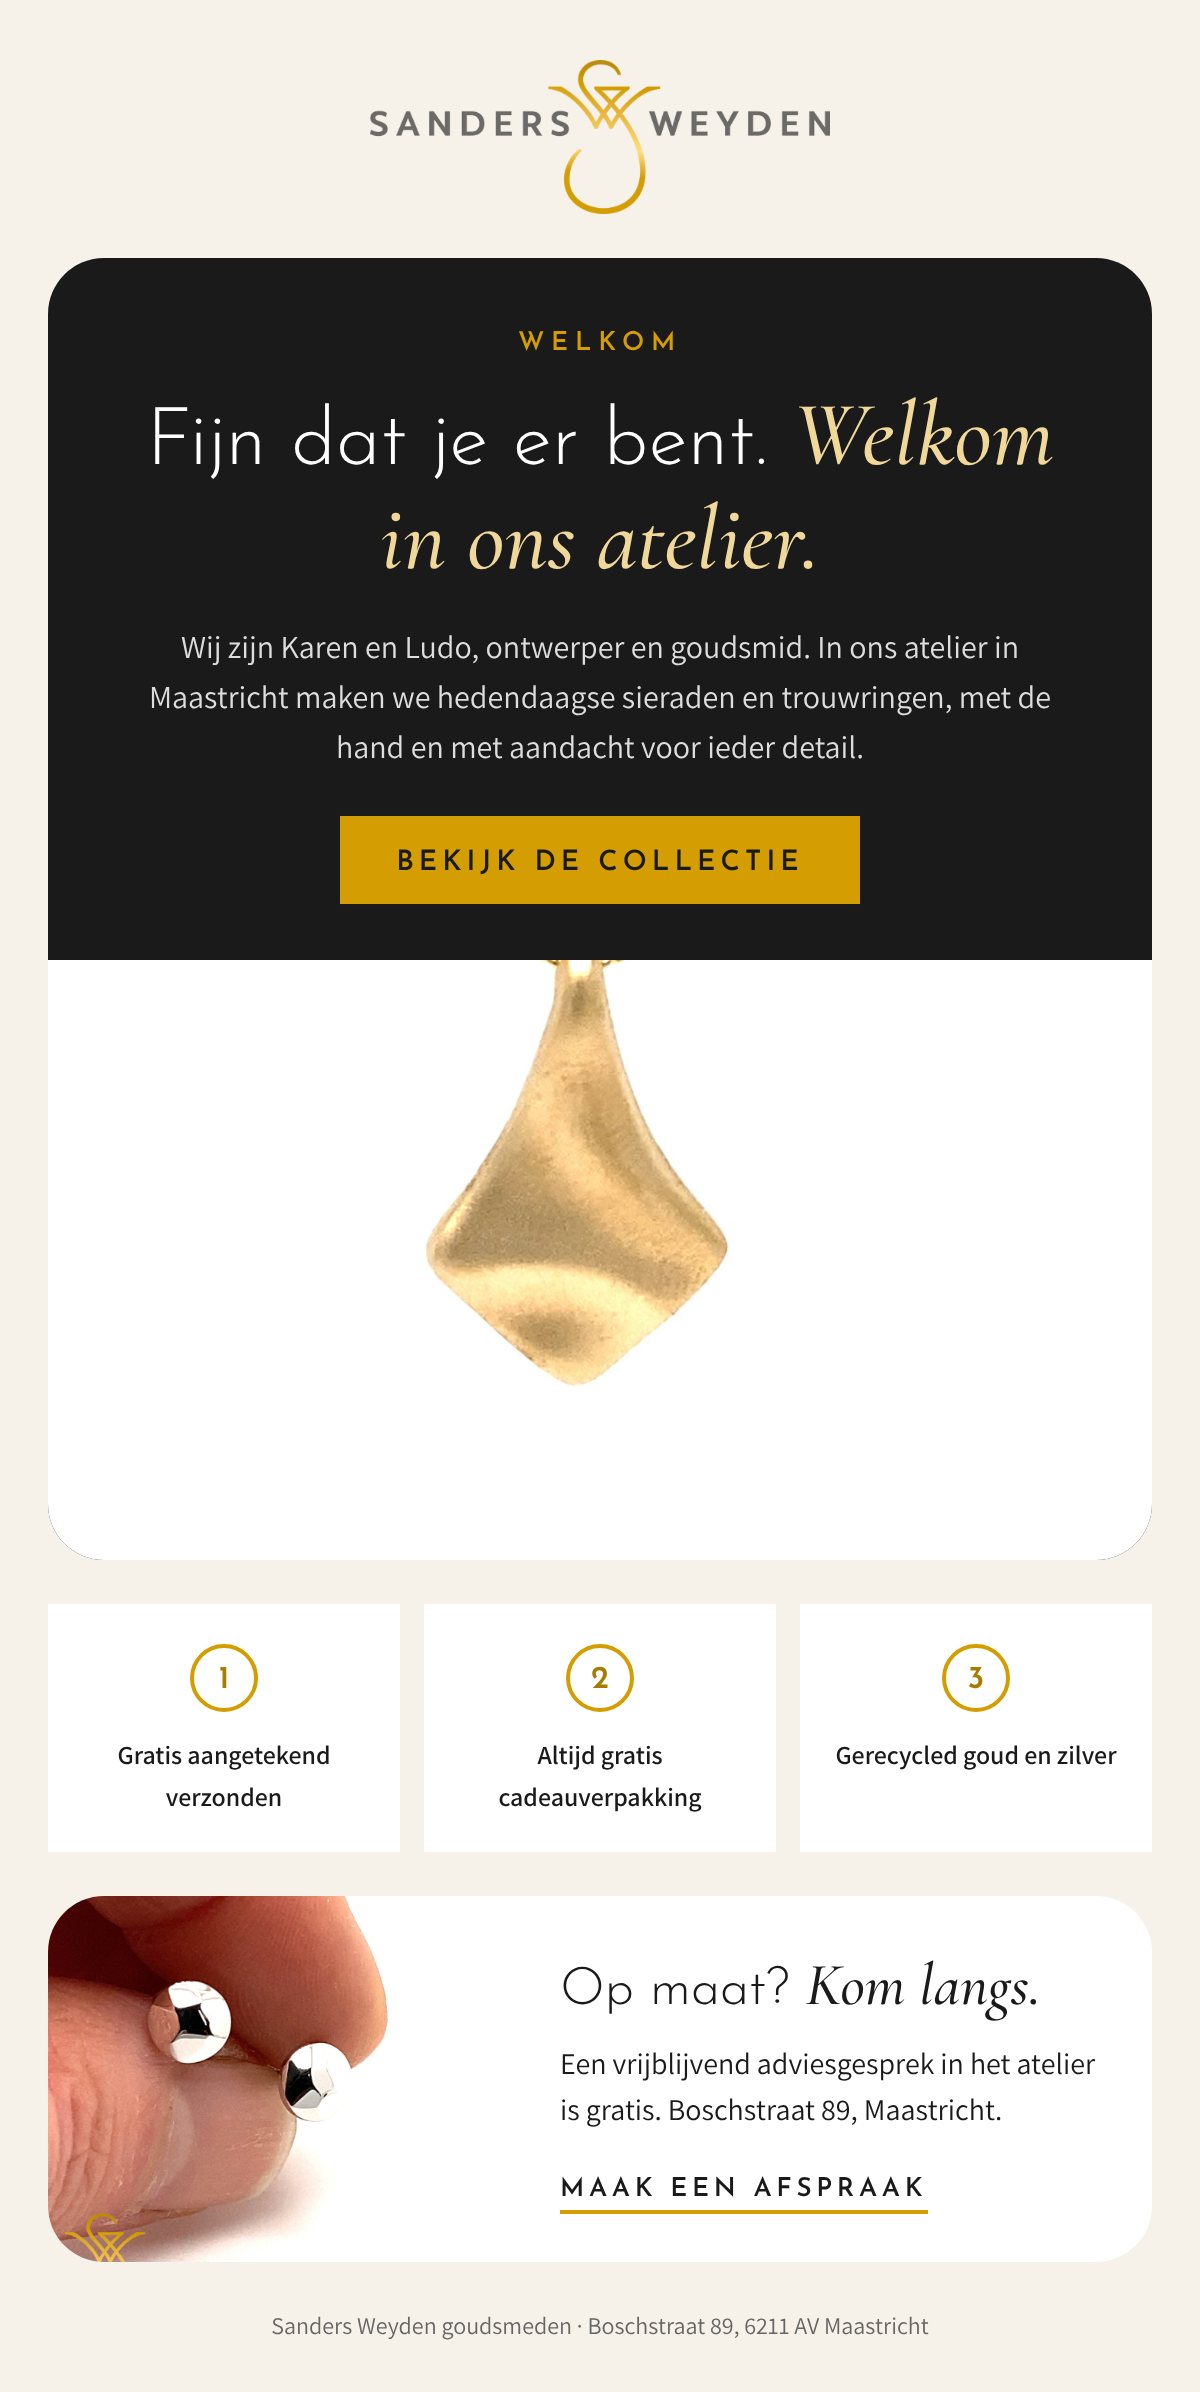 SANDERS WEYDEN
WELKOM
Fijn dat je er bent. Welkom
in ons atelier.
Wij zijn Karen en Ludo, ontwerper en goudsmid. In ons atelier in
Maastricht maken we hedendaagse sieraden en trouwringen, met de
hand en met aandacht voor ieder detail.
BEKIJK DE COLLECTIE
1
Gratis aangetekend
verzonden
2
Altijd gratis
cadeauverpakking
3
Gerecycled goud en zilver
Op maat? Kom langs.
Een vrijblijvend adviesgesprek in het atelier
is gratis. Boschstraat 89, Maastricht.
MAAK EEN AFSPRAAK
Sanders Weyden goudsmeden · Boschstraat 89, 6211 AV Maastricht